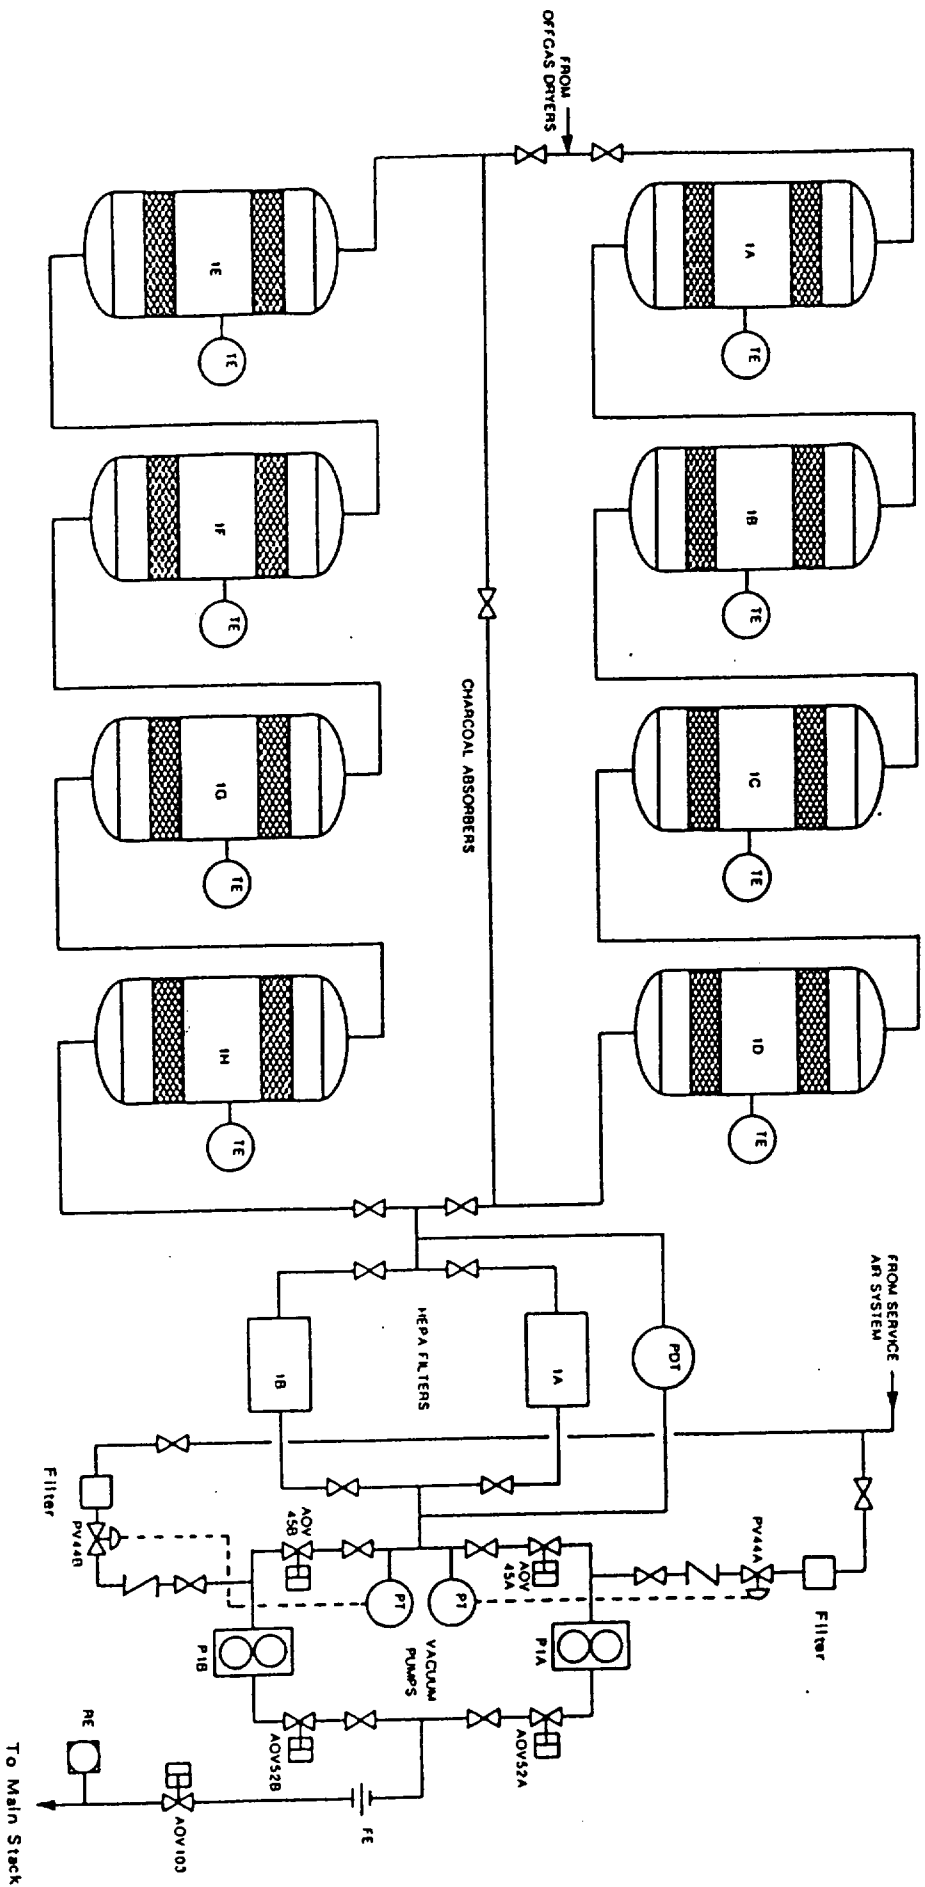 1A
TE
1B
TE
1C
TE
1D
TE
FROM
OFFGAS DRYERS
CHARCOAL ABSORBERS
1E
TE
1F
TE
1G
TE
1H
TE
FROM SERVICE
AIR SYSTEM
PDT
1A
HEPA FILTERS
1B
Filter
PV44A
AOV
45A
P1A
AOV52A
PT
PT
VACUUM
PUMPS
AOV
45B
P1B
AOV52B
Filter
PV44B
FE
AOV103
RE
To Main Stack